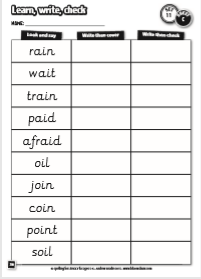 Learn, write, check
NAME:
Look and say
Write then cover
Write then check
rain
wait
train
paid
afraid
oil
join
coin
point
soil